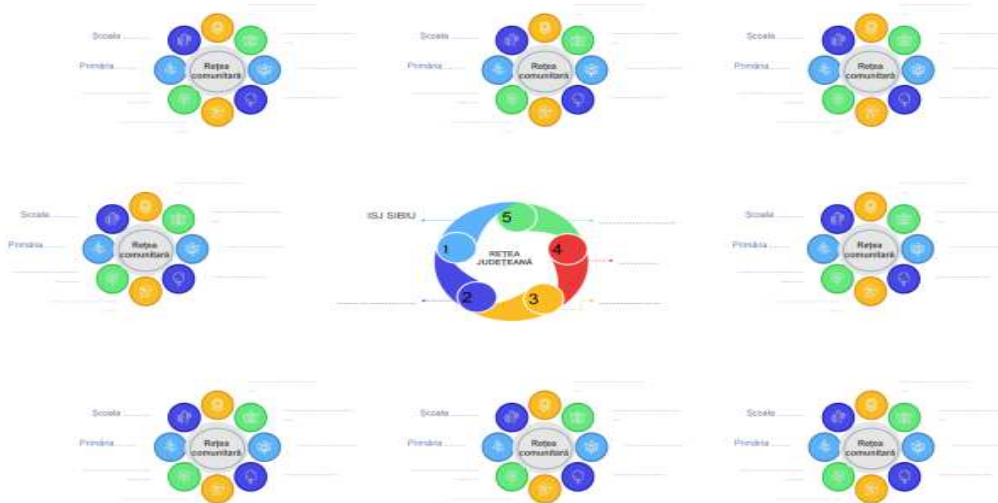 Școala
Rețea
comunitară
Primăria
Școala
Rețea
comunitară
Primăria
Școala
Rețea
comunitară
Primăria
Școala
Rețea
comunitară
Primăria
ISJ SIBIU
5
1
4
REȚEA
JUDEȚEANĂ
2
3
Școala
Rețea
comunitară
Primăria
Școala
Rețea
comunitară
Primăria
Școala
Rețea
comunitară
Primăria
Școala
Rețea
comunitară
Primăria